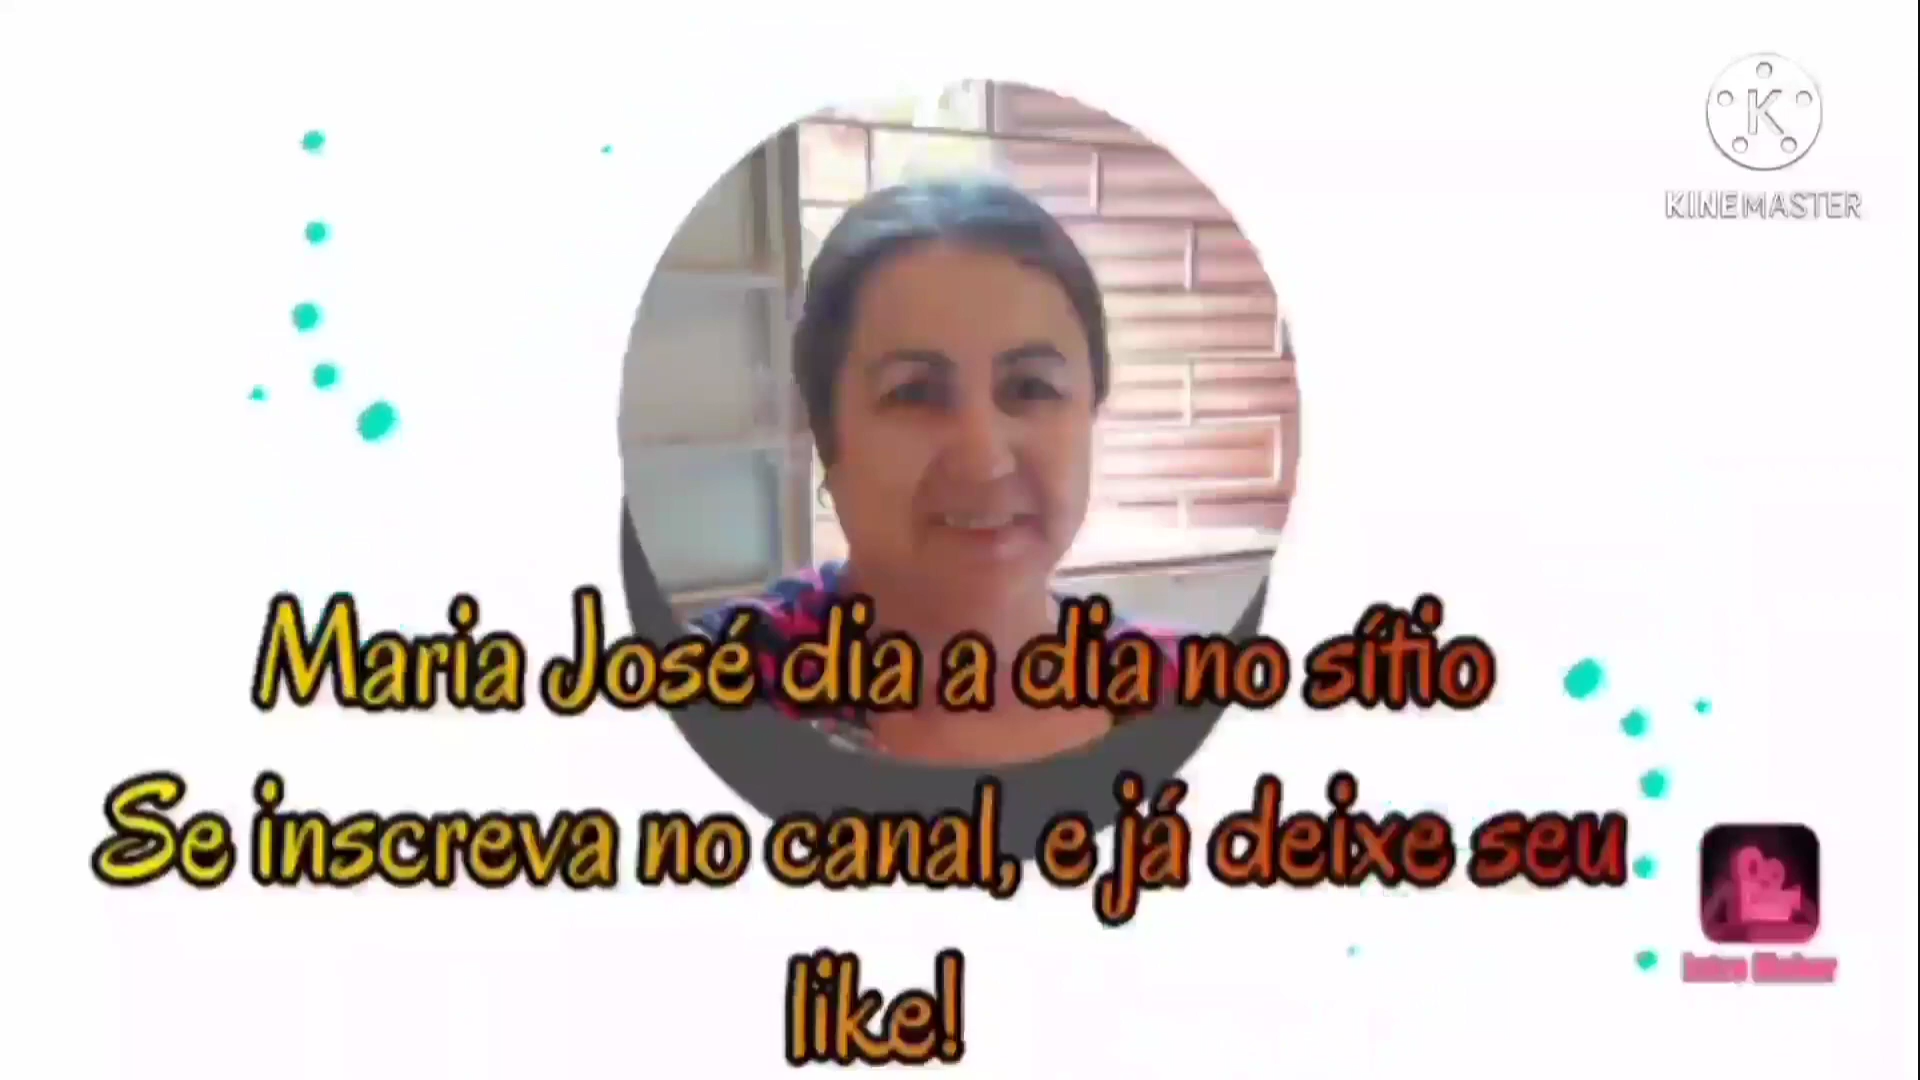 KINEMASTER
Maria José dia a dia no sítio
Se inscreva no canal, e já deixe seu
like!